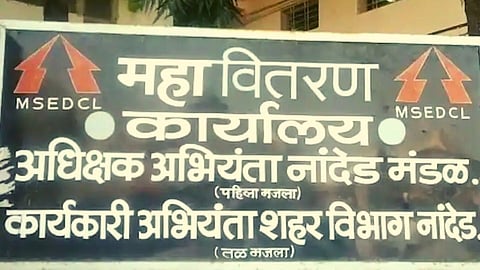 महावितरण
MSEDCL
MSEDCL
कार्यालय
अधिक्षक अभियंता नांदेड मंडळ.
(पहिला मजला)
कार्यकारी अभियंता शहर विभाग नांदेड.
(तळ मजला)